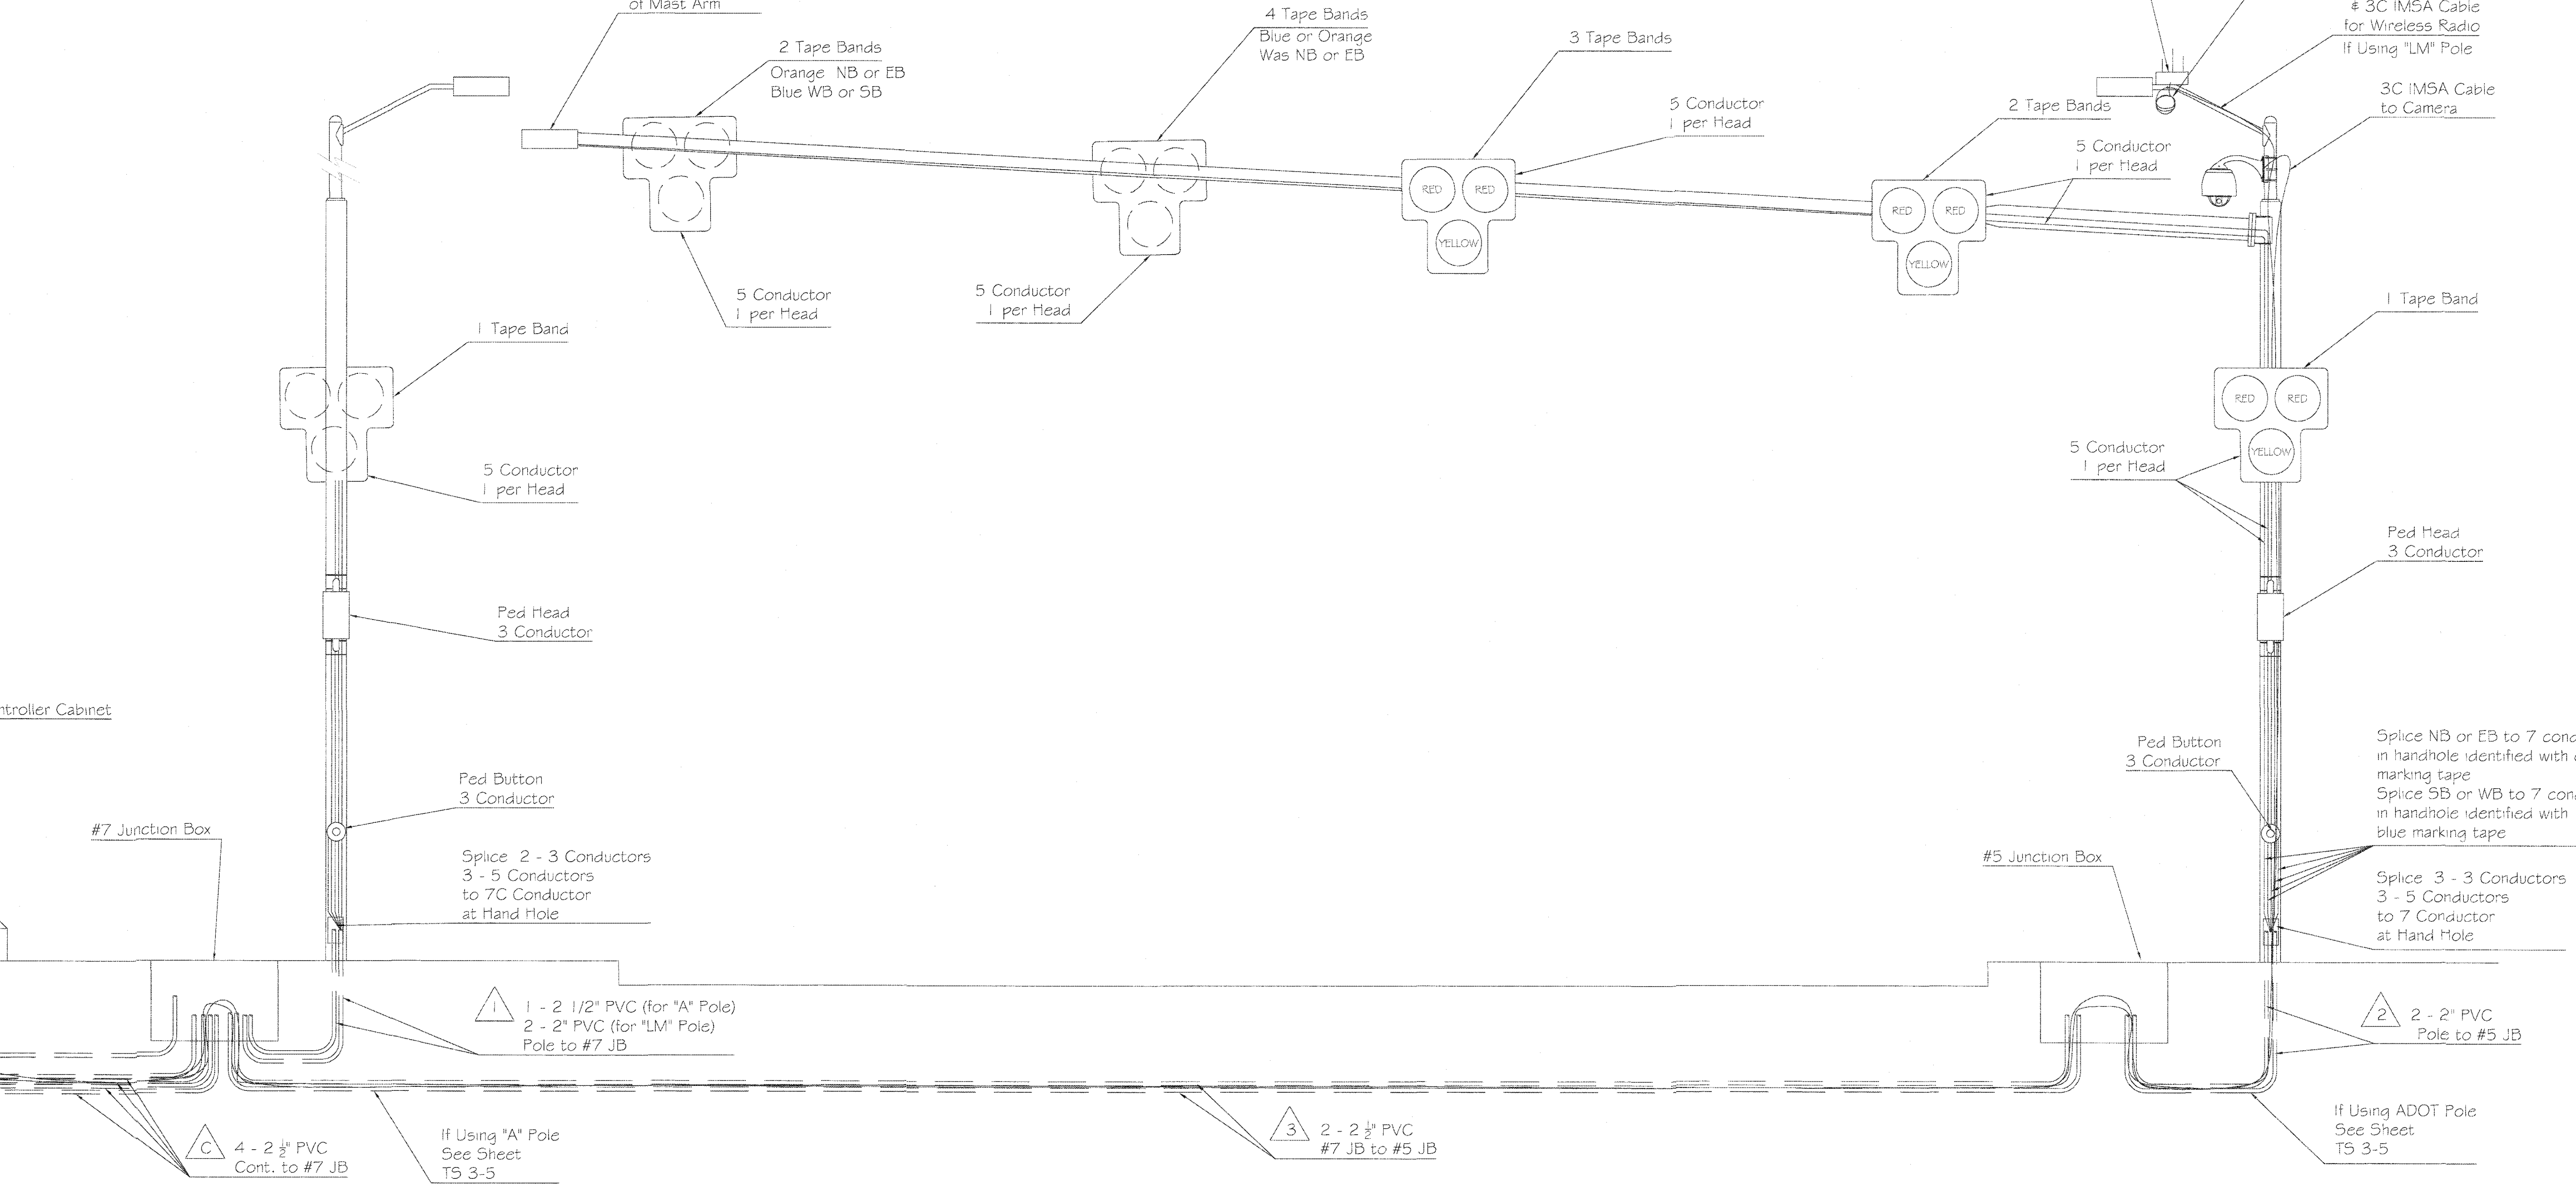 of Mast Arm
2 Tape Bands
Orange NB or EB
Blue WB or SB
4 Tape Bands
Blue or Orange
Was NB or EB
3 Tape Bands
5 Conductor
1 per Head
2 Tape Bands
5 Conductor
1 per Head
& 3C IMSA Cable
for Wireless Radio
If Using "LM" Pole
3C IMSA Cable
to Camera
RED RED
YELLOW
RED RED
YELLOW
5 Conductor
1 per Head
5 Conductor
1 per Head
1 Tape Band
1 Tape Band
RED RED
YELLOW
5 Conductor
1 per Head
5 Conductor
1 per Head
Ped Head
3 Conductor
Ped Head
3 Conductor
ntroller Cabinet
Ped Button
3 Conductor
Ped Button
3 Conductor
Splice NB or EB to 7 cond
in handhole identified with
marking tape
Splice SB or WB to 7 con
in handhole identified with
blue marking tape
#7 Junction Box
Splice 2 - 3 Conductors
3 - 5 Conductors
to 7C Conductor
at Hand Hole
#5 Junction Box
Splice 3 - 3 Conductors
3 - 5 Conductors
to 7 Conductor
at Hand Hole
1
1 - 2 1/2" PVC (for "A" Pole)
2 - 2" PVC (for "LM" Pole)
Pole to #7 JB
2
2 - 2" PVC
Pole to #5 JB
C
4 - 2 1/2" PVC
Cont. to #7 JB
If Using "A" Pole
See Sheet
TS 3-5
3
2 - 2 1/2" PVC
#7 JB to #5 JB
If Using ADOT Pole
See Sheet
TS 3-5